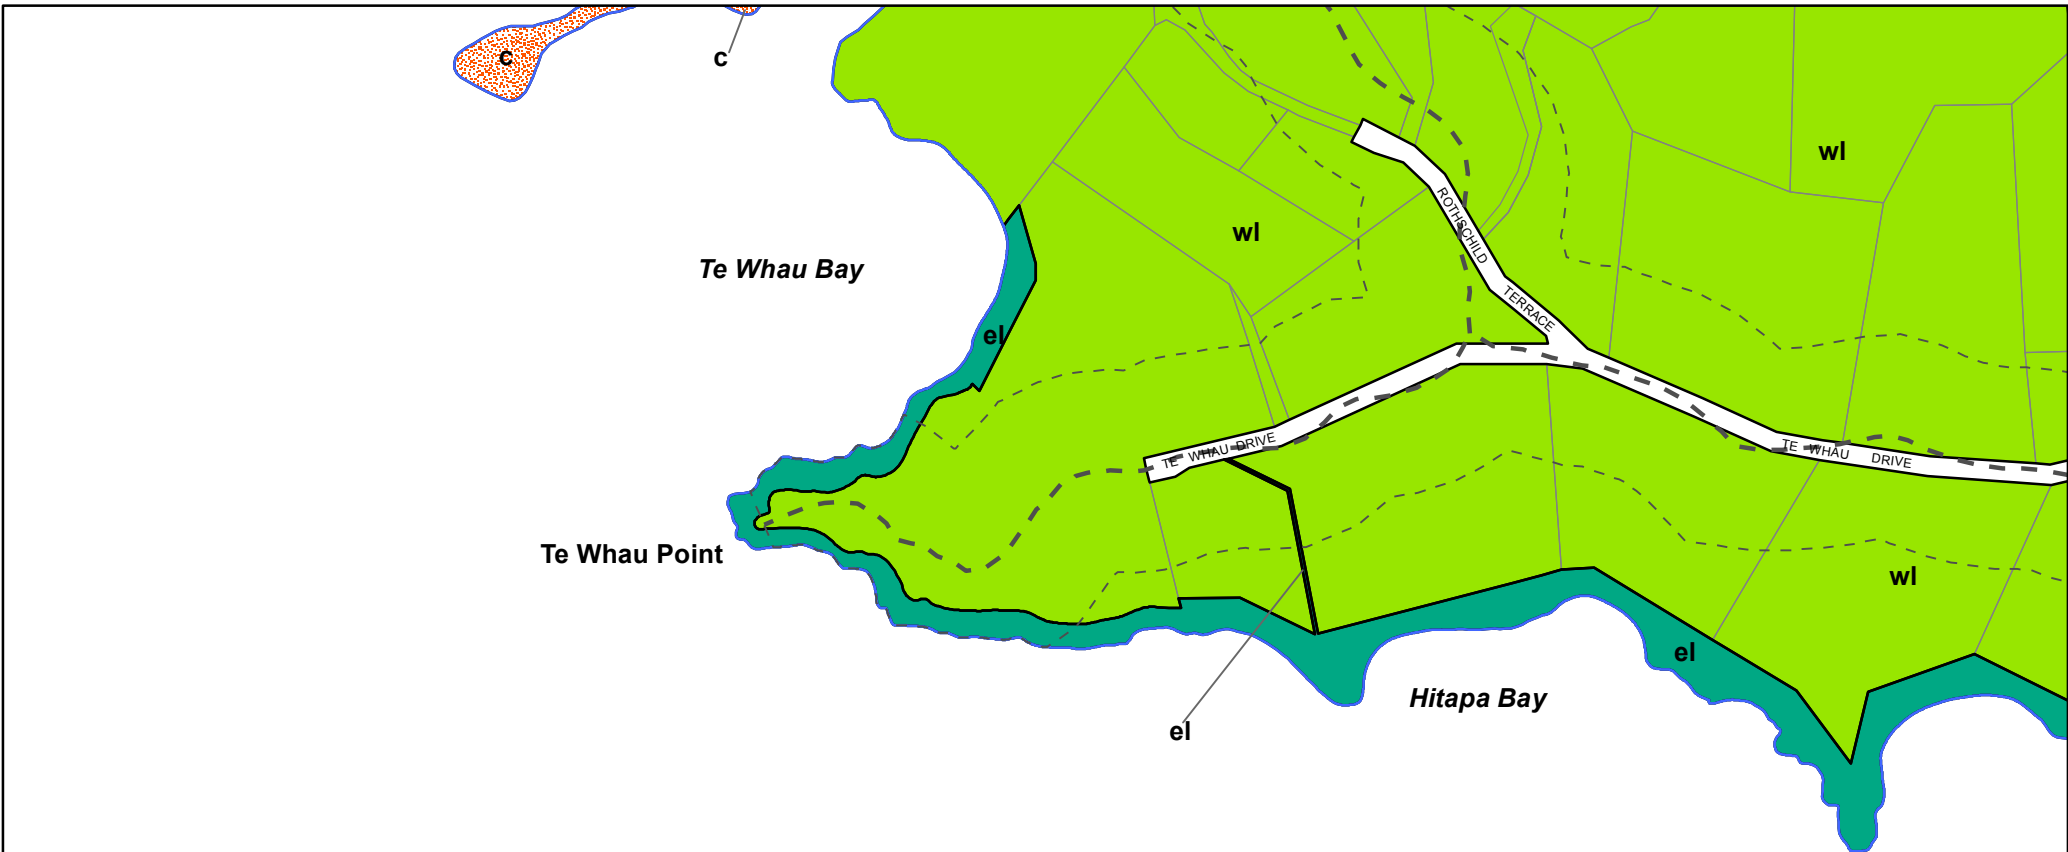 c
c
wl
wl
ROTHSCHILD
Te Whau Bay
TERRACE
el
TE WHAU DRIVE
TE WHAU DRIVE
Te Whau Point
wl
el
Hitapa Bay
el